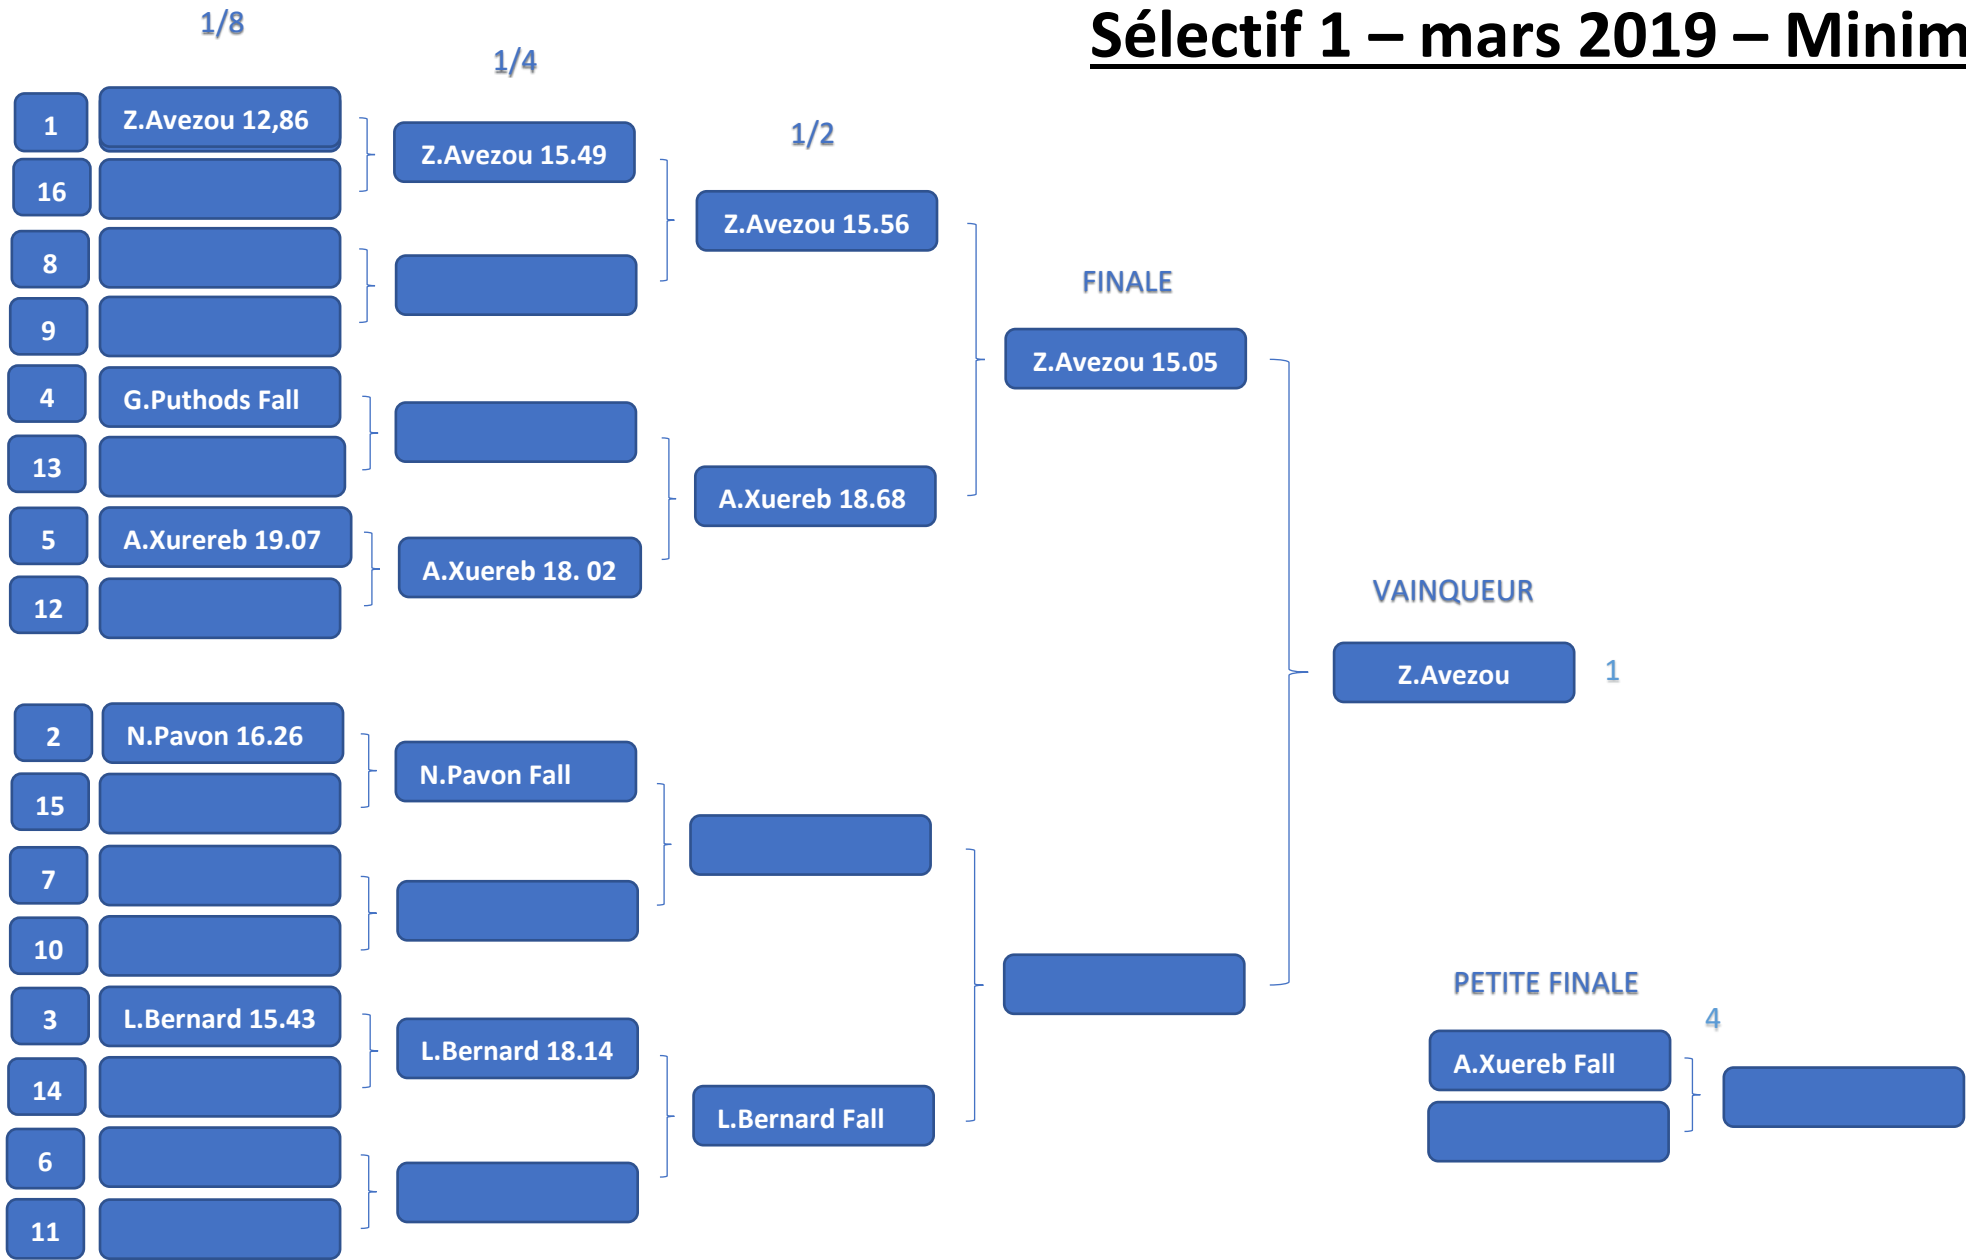 Sélectif 1 – mars 2019 – Minim
1/8
1/4
1/2
FINALE
VAINQUEUR
PETITE FINALE
1 Z.Avezou 12,86
16
8
9
4 G.Puthods Fall
13
5 A.Xurereb 19.07
12
2 N.Pavon 16.26
15
7
10
3 L.Bernard 15.43
14
6
11
Z.Avezou 15.49
A.Xuereb 18. 02
N.Pavon Fall
L.Bernard 18.14
Z.Avezou 15.56
A.Xuereb 18.68
L.Bernard Fall
Z.Avezou 15.05
Z.Avezou 1
4
A.Xuereb Fall